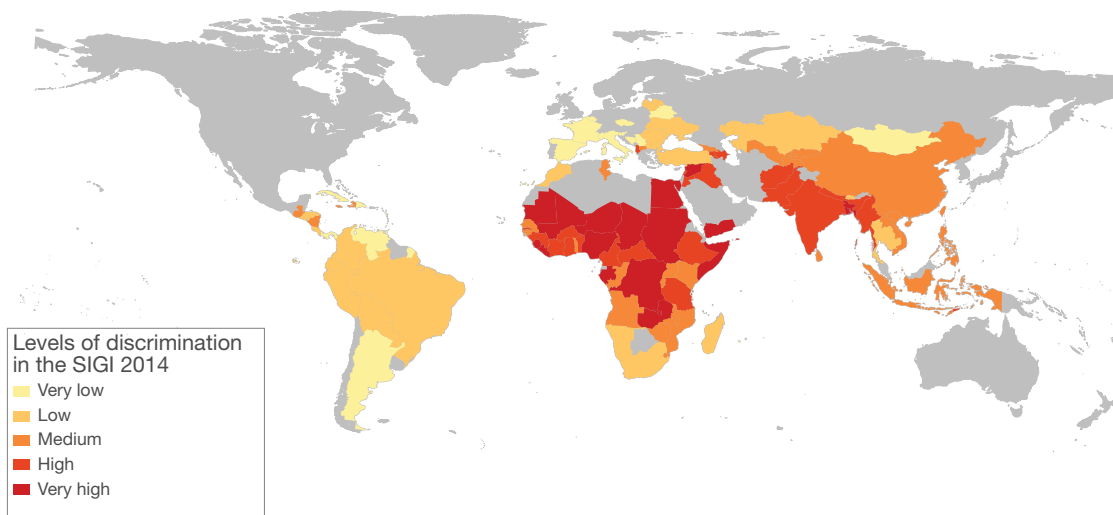 Levels of discrimination
in the SIGI 2014
Very low
Low
Medium
High
Very high